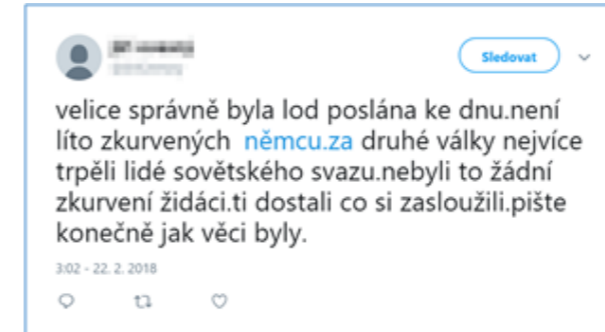 Sledovat
velice správně byla lod poslána ke dnu.není
líto zkurvených němcu.za druhé války nejvíce
trpěli lidé sovětského svazu.nebyli to žádní
zkurvení židáci.ti dostali co si zasloužili.pište
konečně jak věci byly.
3:02 - 22. 2. 2018